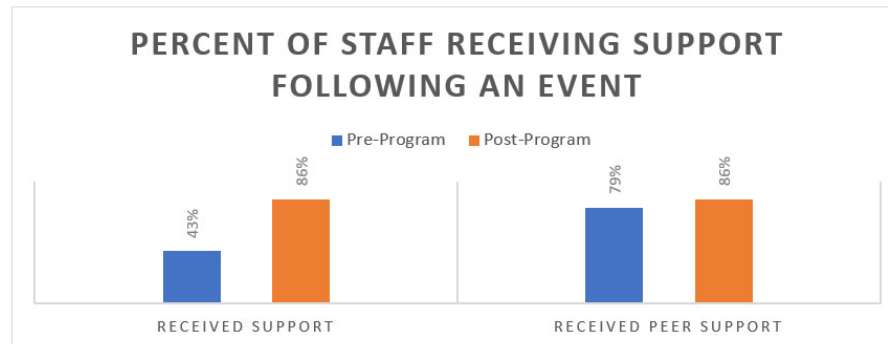 PERCENT OF STAFF RECEIVING SUPPORT
FOLLOWING AN EVENT
Pre-Program Post-Program
43%
86%
79%
86%
RECEIVED SUPPORT
RECEIVED PEER SUPPORT